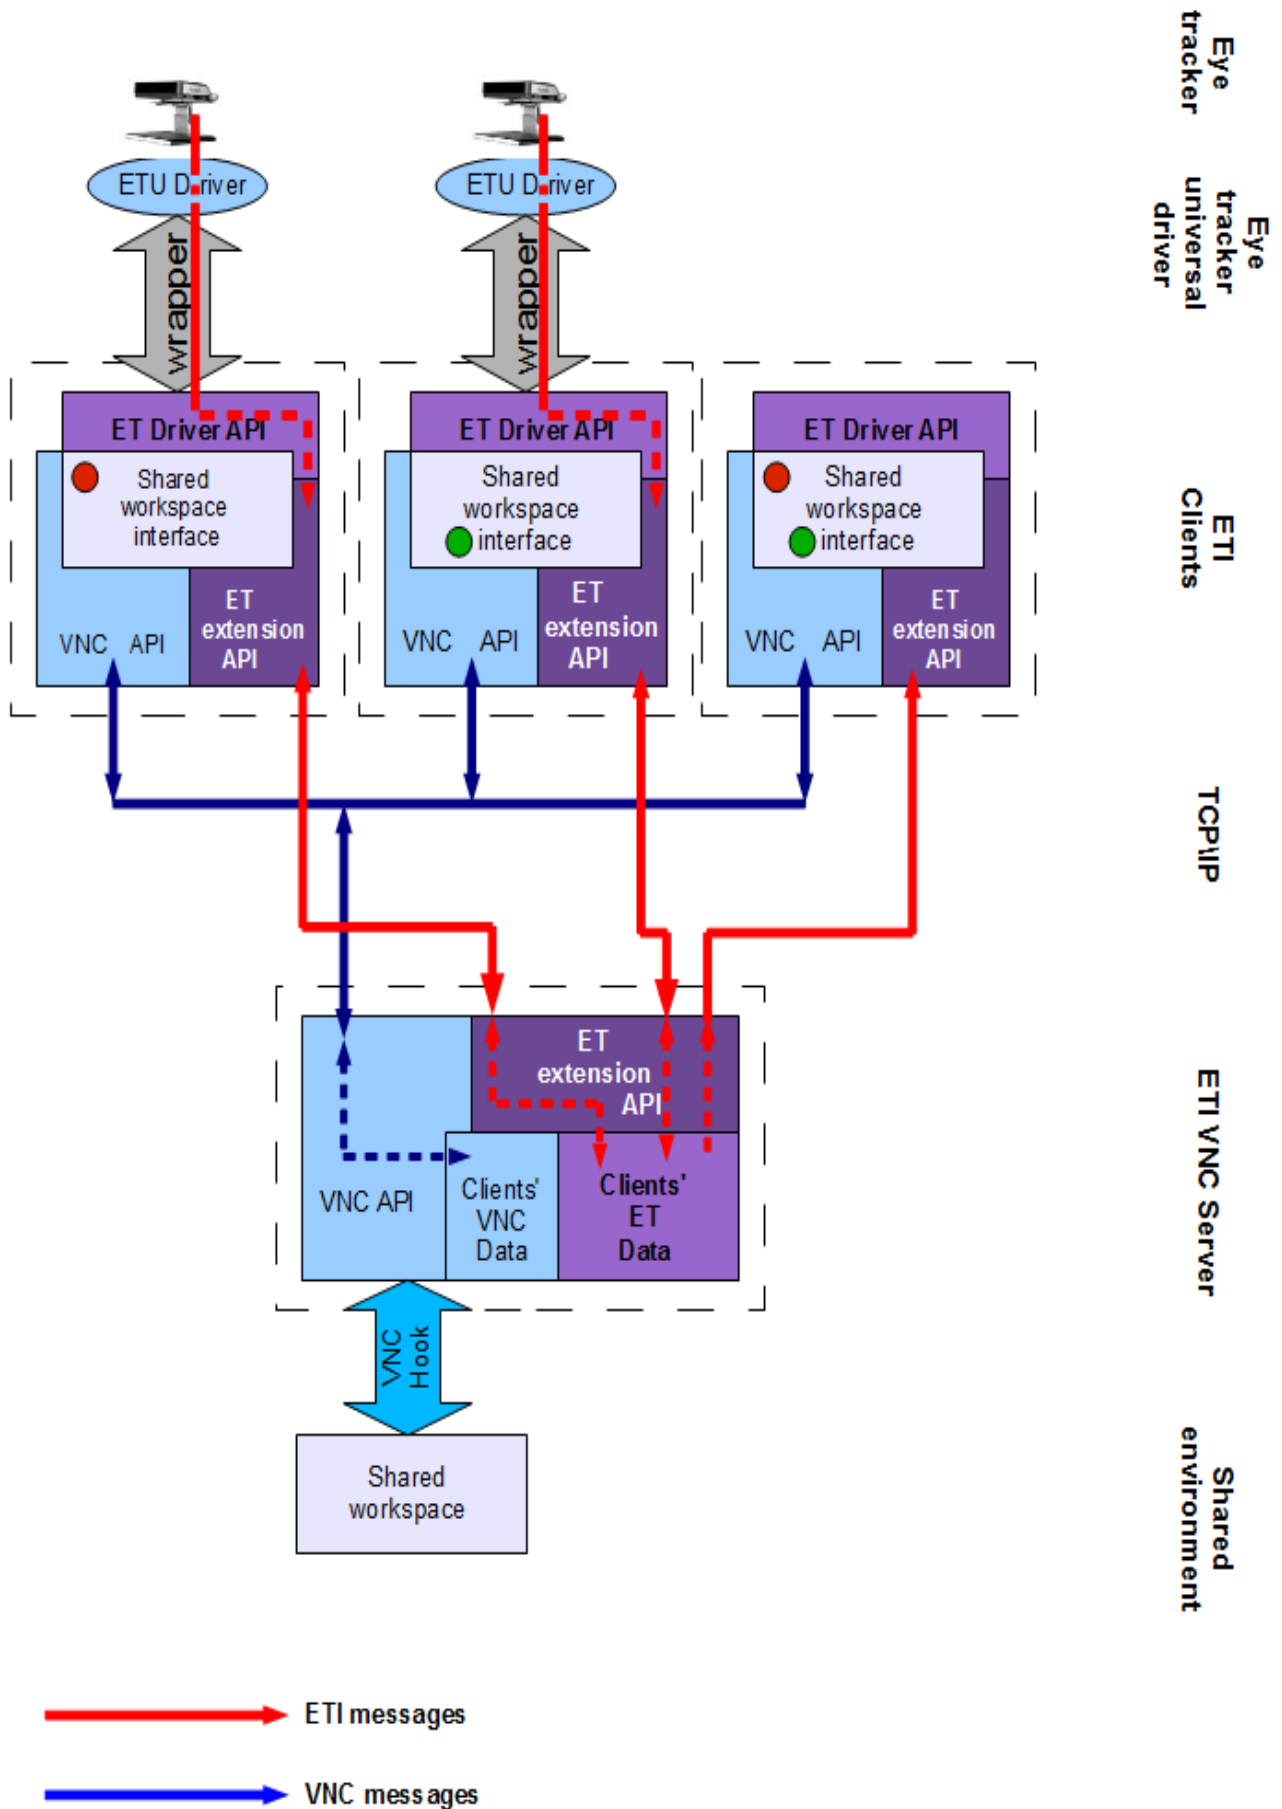 Eye
tracker
ETU Driver
ETU Driver
Eye
tracker
universal
driver
wrapper
wrapper
ET Driver API
Shared
workspace
interface
VNC API
ET
extension
API
ET Driver API
Shared
workspace
interface
VNC API
ET
extension
API
ET Driver API
Shared
workspace
interface
VNC API
ET
extension
API
ETI
Clients
TCP\IP
ET
extension
API
VNC API
Clients'
VNC
Data
Clients'
ET
Data
ETI VNC Server
VNC
Hook
Shared
workspace
Shared
environment
ETI messages
VNC messages